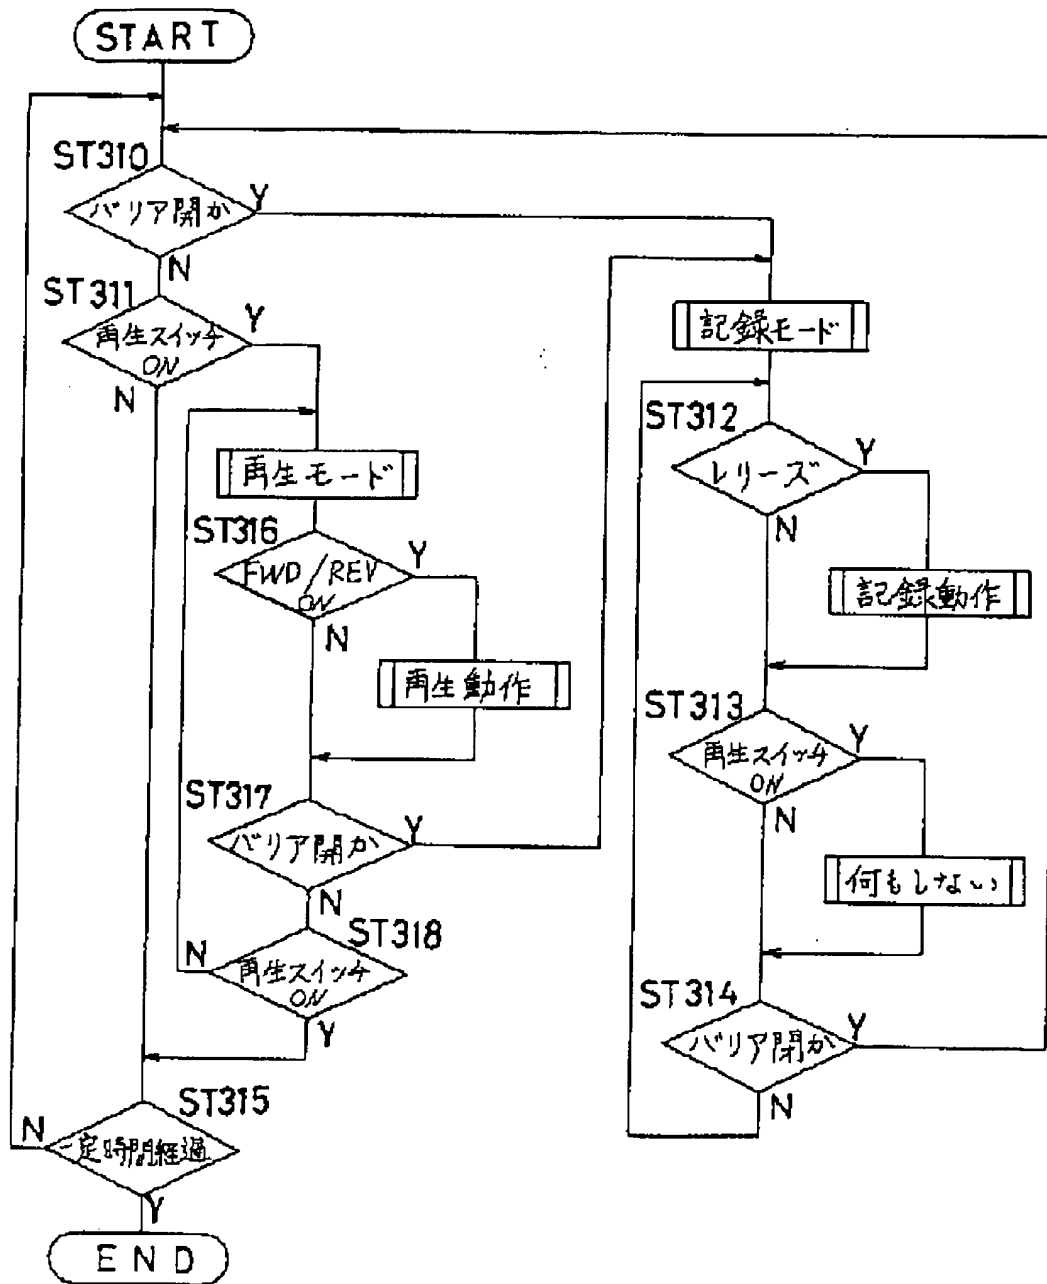 START
ST310
バリア開か
Y
N
ST311
再生スイッチ
ON
Y
N
記録モード
ST312
レリーズ
Y
N
記録動作
再生モード
ST316
FWD/REV
ON
Y
N
再生動作
ST313
再生スイッチ
ON
Y
N
何もしない
ST317
バリア開か
Y
N
ST318
再生スイッチ
ON
N
Y
ST314
バリア閉か
Y
N
ST315
一定時間経過
N
Y
END